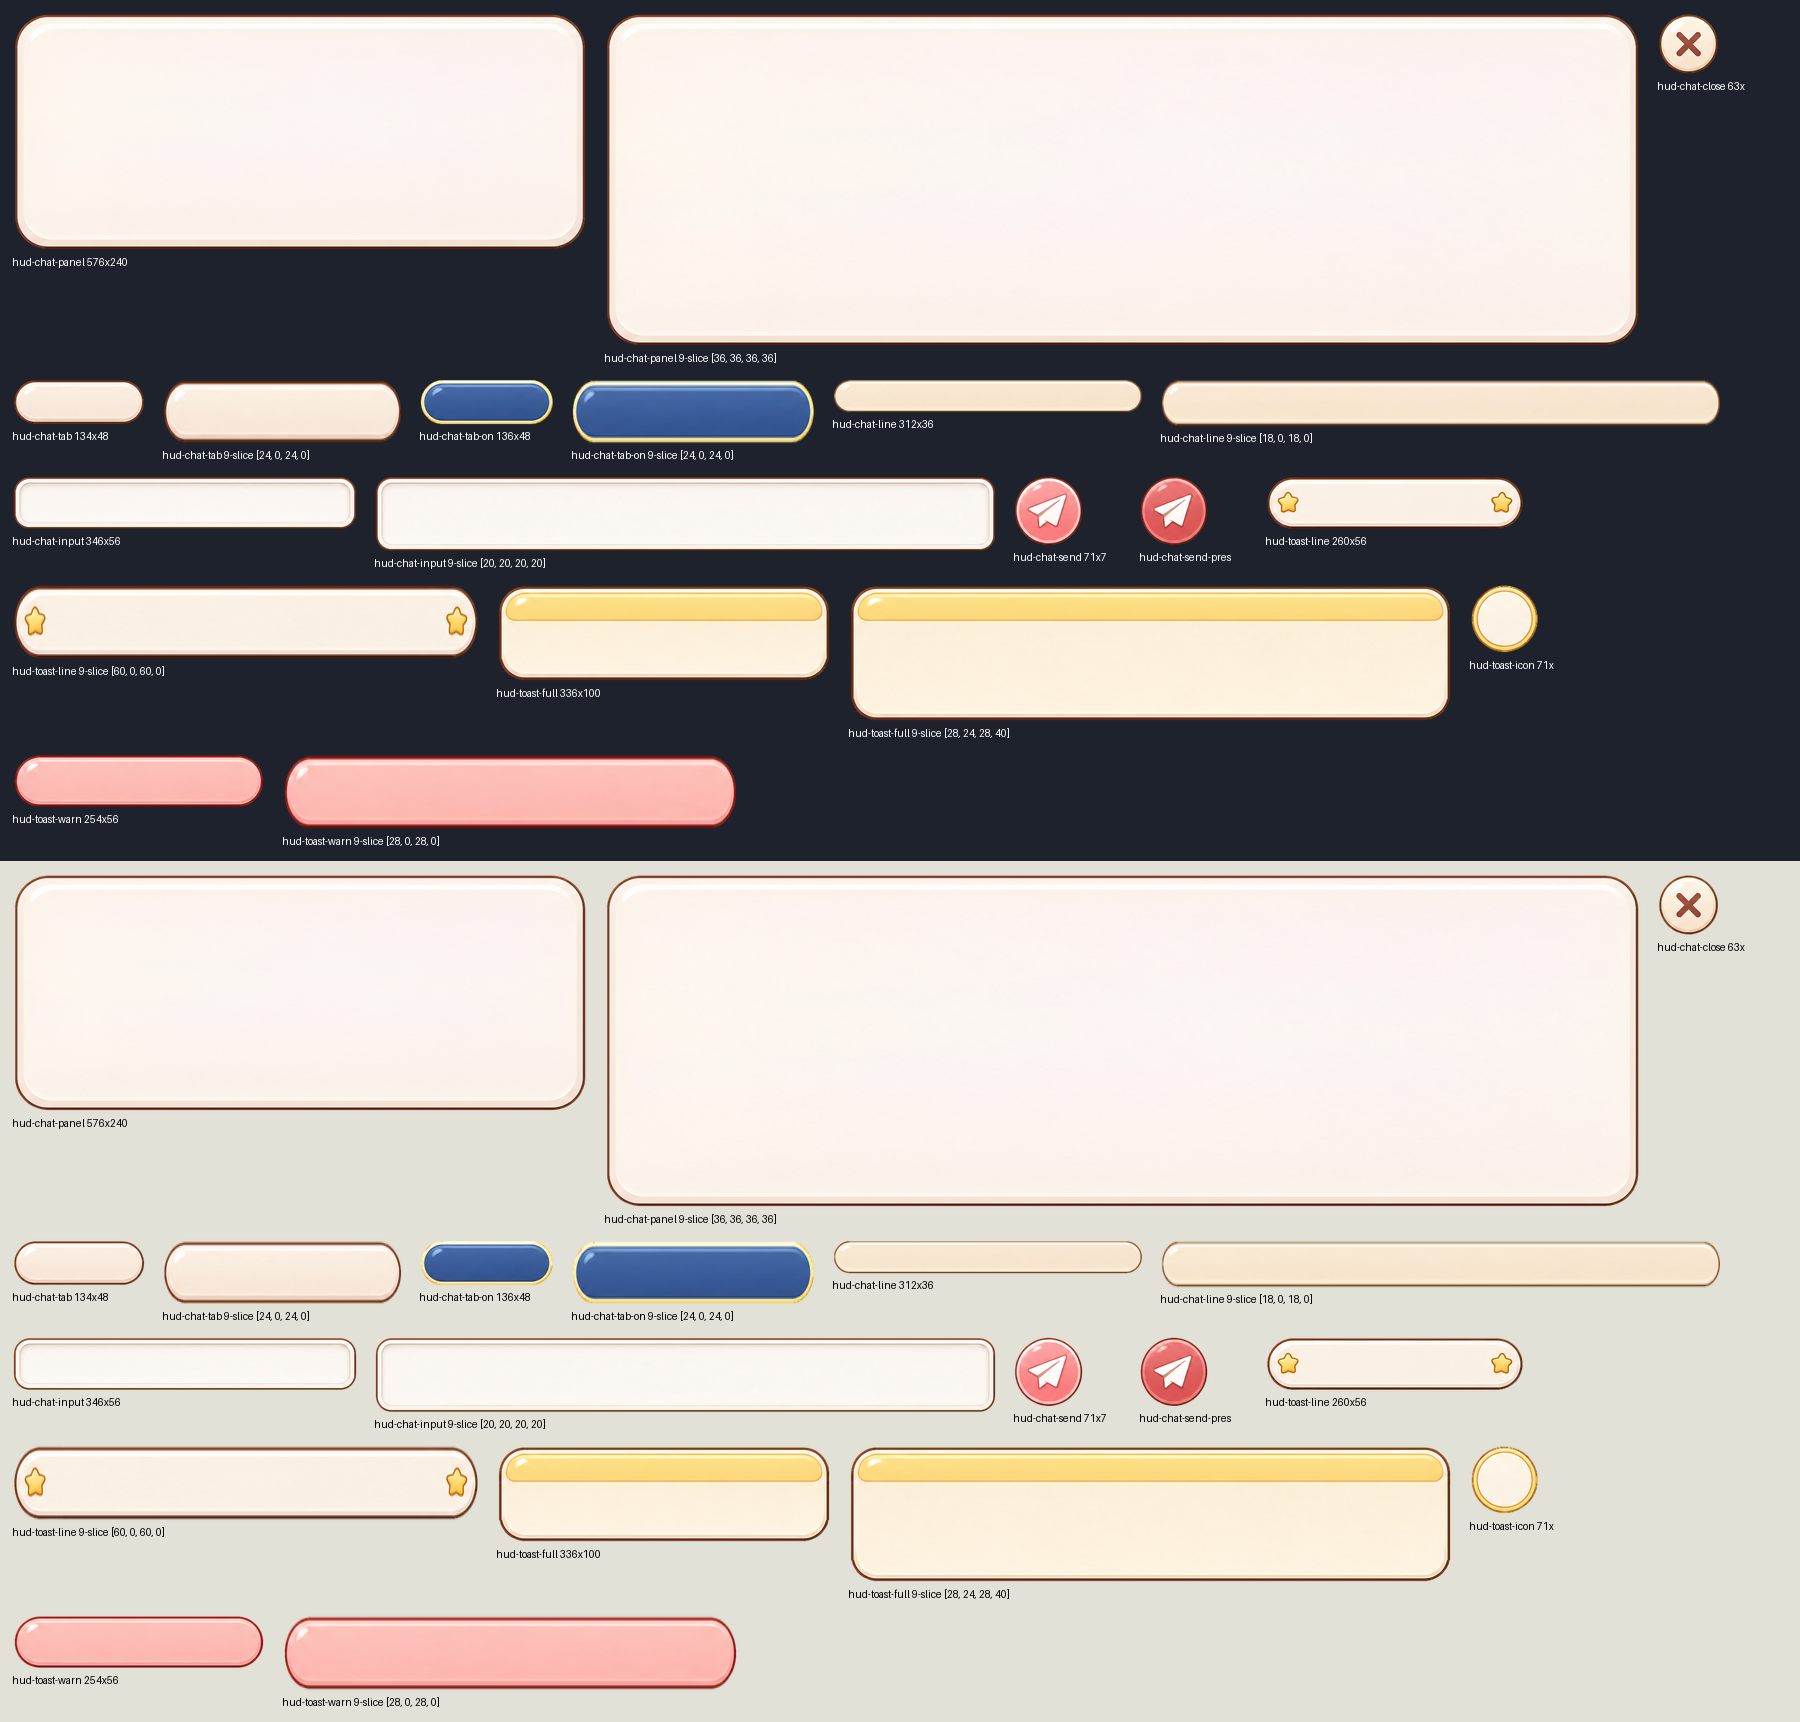 hud-chat-close 63x
hud-chat-panel 576x240
hud-chat-panel 9-slice [36, 36, 36, 36]
hud-chat-tab 134x48
hud-chat-tab 9-slice [24, 0, 24, 0]
hud-chat-tab-on 136x48
hud-chat-tab-on 9-slice [24, 0, 24, 0]
hud-chat-line 312x36
hud-chat-line 9-slice [18, 0, 18, 0]
hud-chat-input 346x56
hud-chat-input 9-slice [20, 20, 20, 20]
hud-chat-send 71x7
hud-chat-send-pres
hud-toast-line 260x56
hud-toast-line 9-slice [60, 0, 60, 0]
hud-toast-full 336x100
hud-toast-full 9-slice [28, 24, 28, 40]
hud-toast-icon 71x
hud-toast-warn 254x56
hud-toast-warn 9-slice [28, 0, 28, 0]
hud-chat-close 63x
hud-chat-panel 576x240
hud-chat-panel 9-slice [36, 36, 36, 36]
hud-chat-tab 134x48
hud-chat-tab 9-slice [24, 0, 24, 0]
hud-chat-tab-on 136x48
hud-chat-tab-on 9-slice [24, 0, 24, 0]
hud-chat-line 312x36
hud-chat-line 9-slice [18, 0, 18, 0]
hud-chat-input 346x56
hud-chat-input 9-slice [20, 20, 20, 20]
hud-chat-send 71x7
hud-chat-send-pres
hud-toast-line 260x56
hud-toast-line 9-slice [60, 0, 60, 0]
hud-toast-full 336x100
hud-toast-full 9-slice [28, 24, 28, 40]
hud-toast-icon 71x
hud-toast-warn 254x56
hud-toast-warn 9-slice [28, 0, 28, 0]